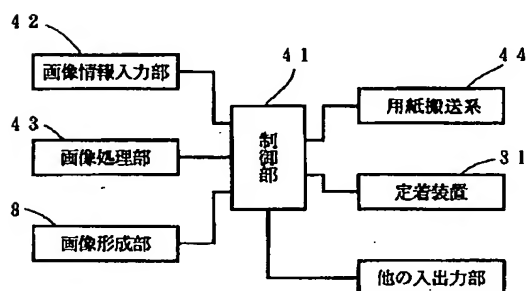 42
画像情報入力部
43
画像処理部
8
画像形成部
41
制御部
44
用紙搬送系
31
定着装置
他の入出力部